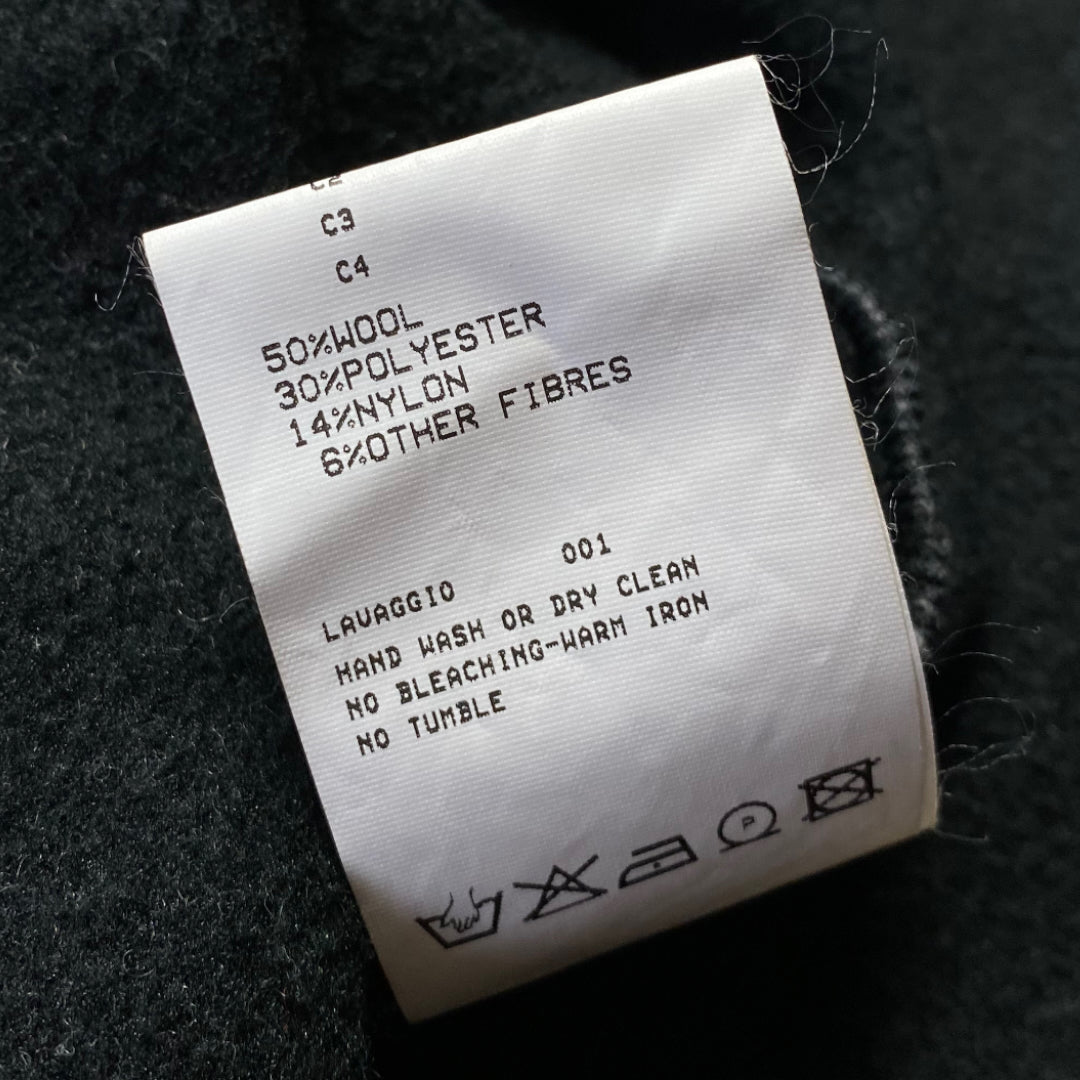 C2
C3
C4
50%WOOL
30%POLYESTER
14%NYLON
6%OTHER FIBRES
LAVAGGIO 001
HAND WASH OR DRY CLEAN
NO BLEACHING-WARM IRON
NO TUMBLE
P